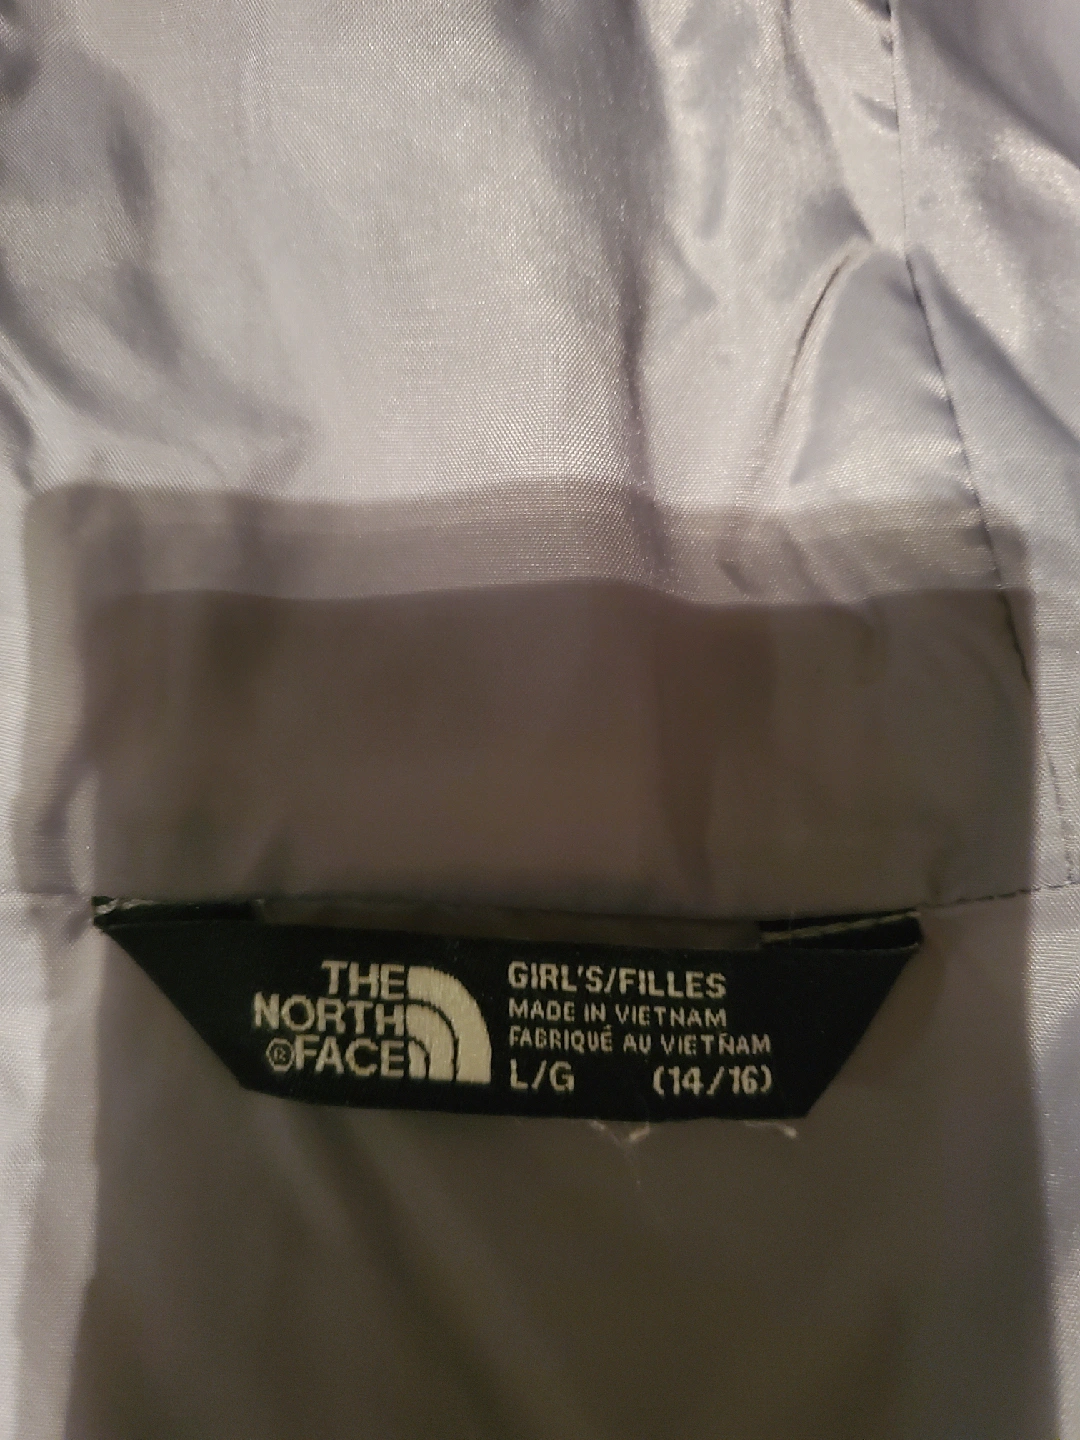 THE
NORTH
®FACE
GIRL'S/FILLES
MADE IN VIETNAM
FABRIQUÉ AU VIETNAM
L/G (14/16)